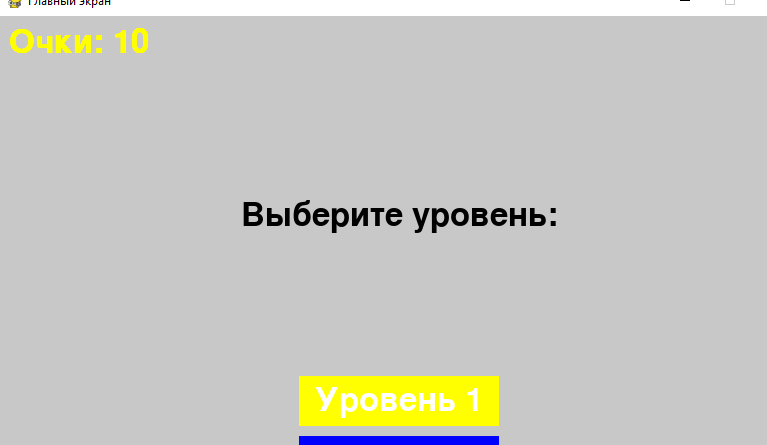 Главный экран
Очки: 10
Выберите уровень:
Уровень 1